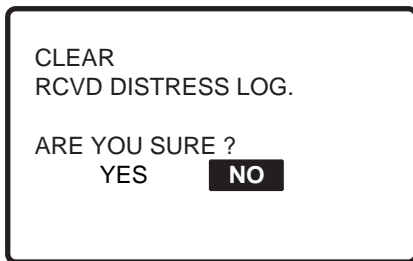 CLEAR
RCVD DISTRESS LOG.
ARE YOU SURE ?
YES NO